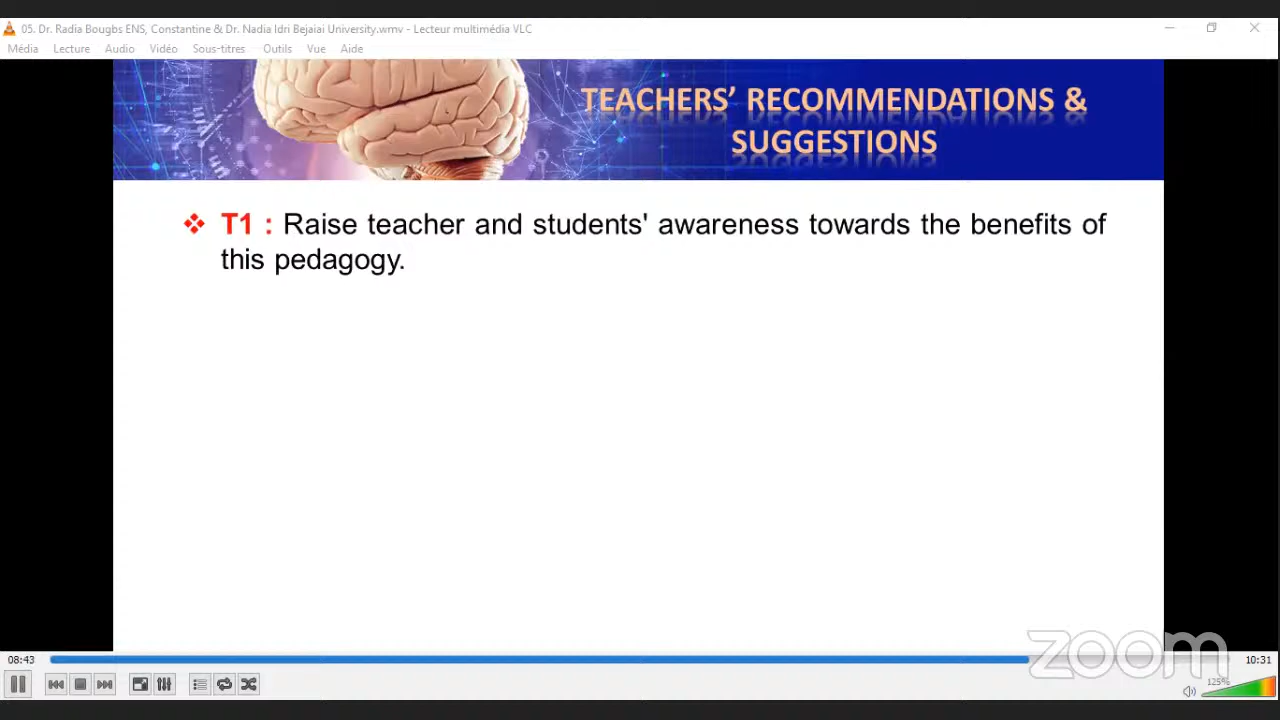 05. Dr. Radia Bougbs ENS, Constantine & Dr. Nadia Idri Bejaiai University.wmv - Lecteur multimédia VLC
Média Lecture Audio Vidéo Sous-titres Outils Vue Aide
TEACHERS’ RECOMMENDATIONS &
SUGGESTIONS
❖ T1 : Raise teacher and students' awareness towards the benefits of
this pedagogy.
zoom
08:43
10:31
125%